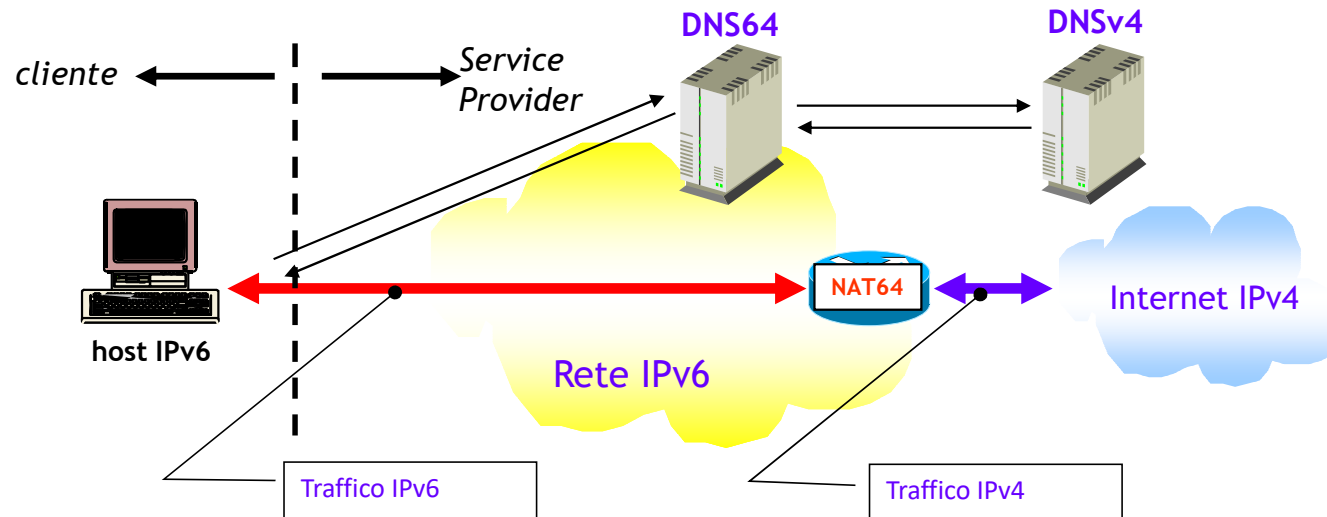 DNS64
DNSv4
cliente
Service
Provider
NAT64
Internet IPv4
host IPv6
Rete IPv6
Traffico IPv6
Traffico IPv4